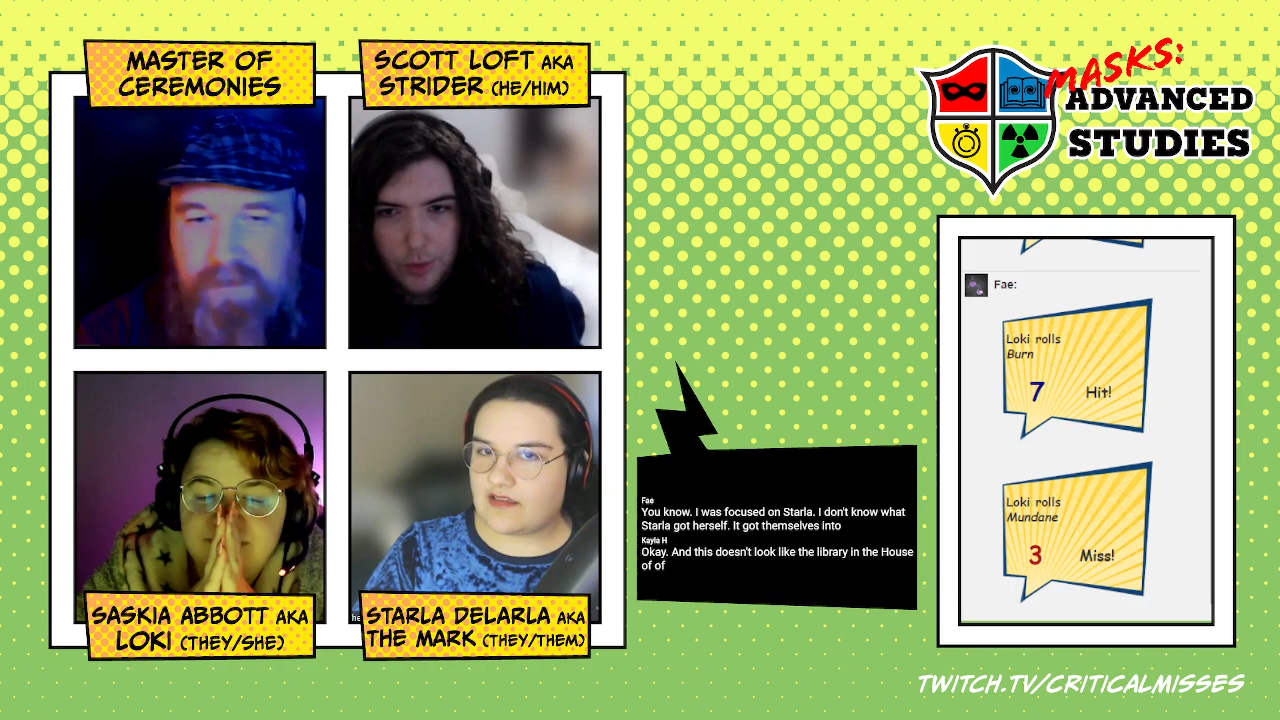 MASTER OF
CEREMONIES
SCOTT LOFT AKA
STRIDER (HE/HIM)
SASKIA ABBOTT AKA
LOKI (THEY/SHE)
STARLA DELARLA AKA
THE MARK (THEY/THEM)
Fae
You know. I was focused on Starla. I don't know what
Starla got herself. It got themselves into
Kayla H
Okay. And this doesn't look like the library in the House
of of
MASKS:
ADVANCED
STUDIES
Fae:
Loki rolls
Burn
7 Hit!
Loki rolls
Mundane
3 Miss!
TWITCH.TV/CRITICALMISSES